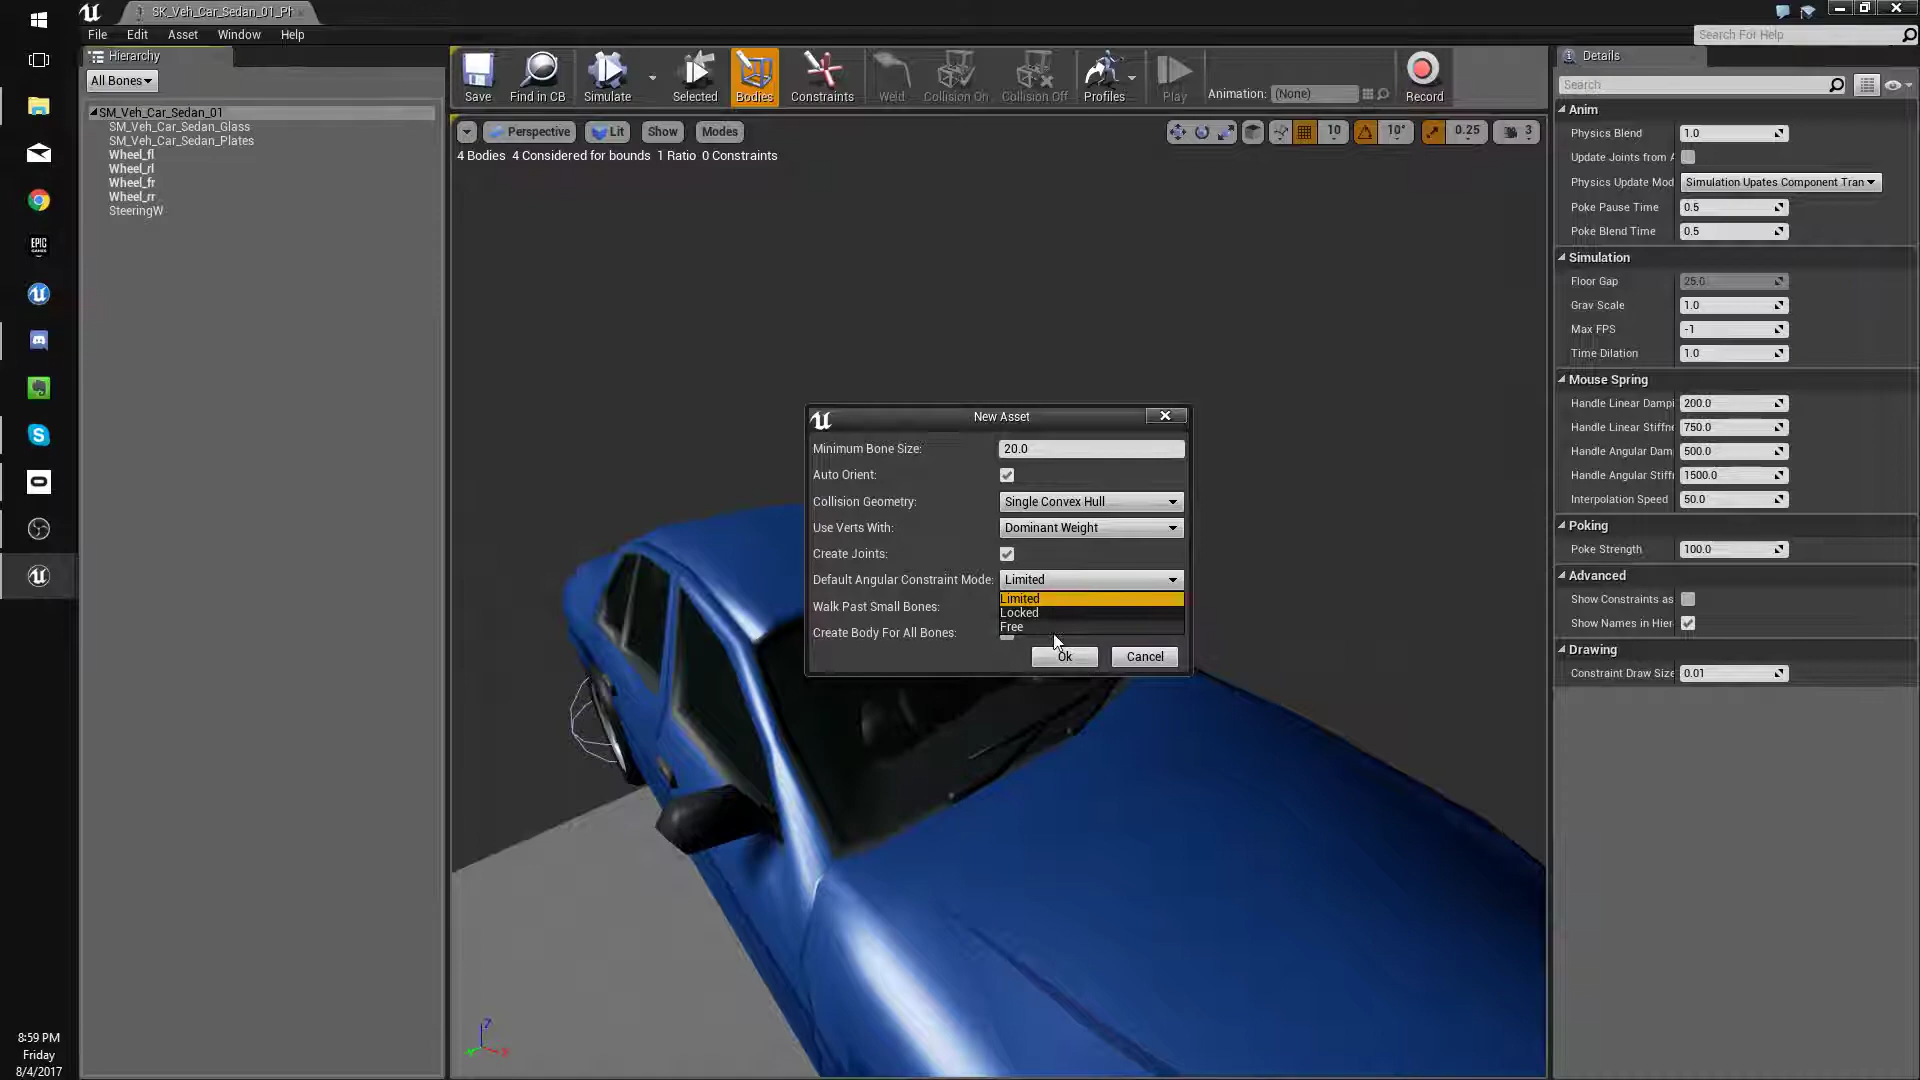 SK_Veh_Car_Sedan_01_Ph
File Edit Asset Window Help
Search For Help
Hierarchy
All Bones
SM_Veh_Car_Sedan_01
SM_Veh_Car_Sedan_Glass
SM_Veh_Car_Sedan_Plates
Wheel_fl
Wheel_rl
Wheel_fr
Wheel_rr
SteeringW
Save Find in CB Simulate Selected Bodies Constraints Weld Collision On Collision Off Profiles Play Animation: (None) Record
Perspective Lit Show Modes 10 10° 0.25 3
4 Bodies 4 Considered for bounds 1 Ratio 0 Constraints
New Asset
Minimum Bone Size: 20.0
Auto Orient:
Collision Geometry: Single Convex Hull
Use Verts With: Dominant Weight
Create Joints:
Default Angular Constraint Mode: Limited
Limited
Walk Past Small Bones:
Locked
Free
Create Body For All Bones:
Ok Cancel
Details
Search
Anim
Physics Blend 1.0
Update Joints from A
Physics Update Mod Simulation Upates Component Tran
Poke Pause Time 0.5
Poke Blend Time 0.5
Simulation
Floor Gap 25.0
Grav Scale 1.0
Max FPS -1
Time Dilation 1.0
Mouse Spring
Handle Linear Dampi 200.0
Handle Linear Stiffne 750.0
Handle Angular Dam 500.0
Handle Angular Stiff 1500.0
Interpolation Speed 50.0
Poking
Poke Strength 100.0
Advanced
Show Constraints as
Show Names in Hier
Drawing
Constraint Draw Size 0.01
EPIC
GAMES
8:59 PM
Friday
8/4/2017